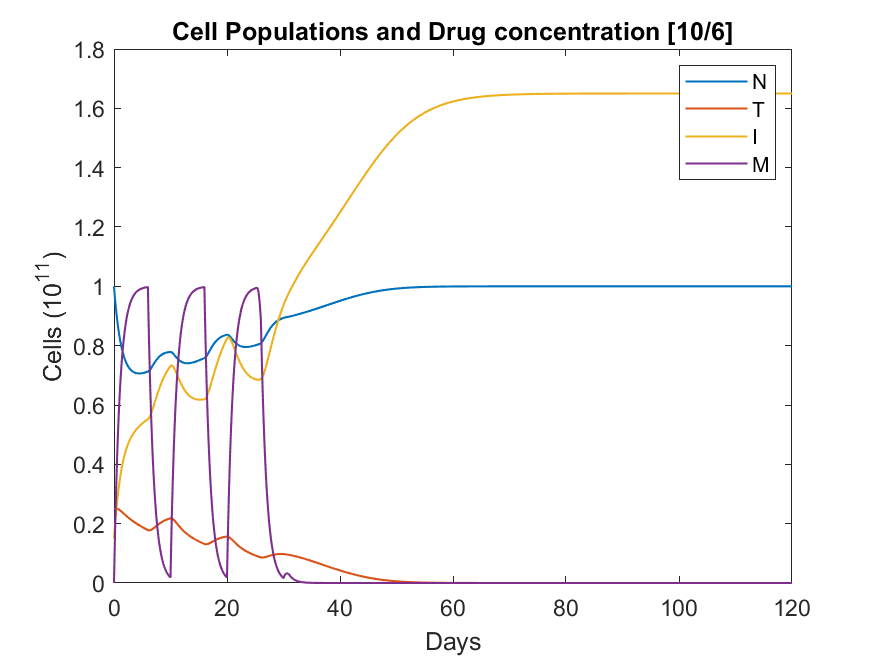 Cell Populations and Drug concentration [10/6]
N
T
I
M
1.8
1.6
1.4
1.2
1
0.8
0.6
0.4
0.2
0
Cells (10^11)
0 20 40 60 80 100 120
Days